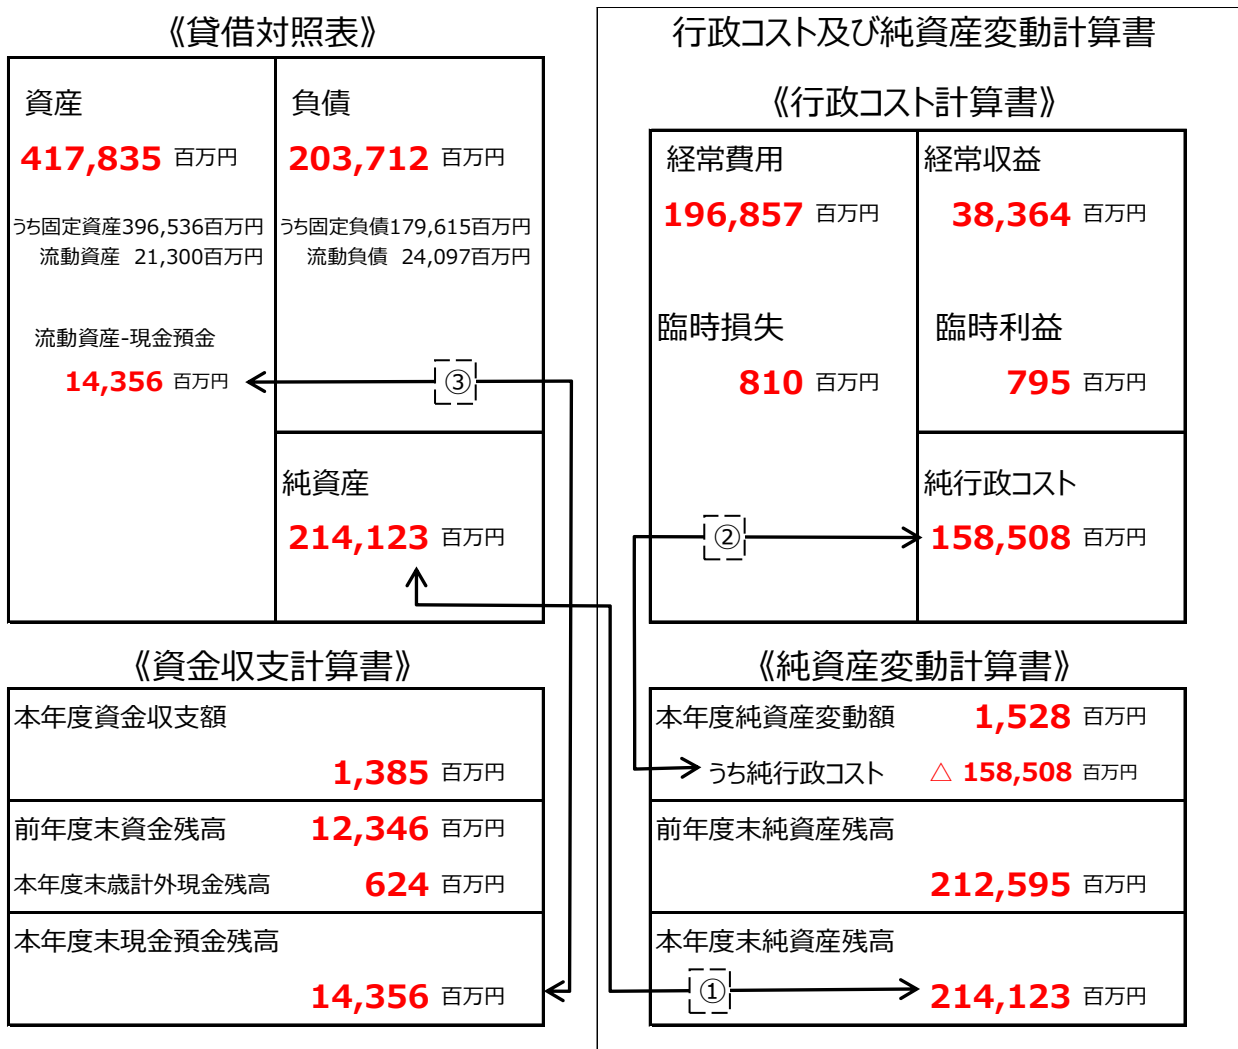 《貸借対照表》
資産
417,835 百万円
うち固定資産396,536百万円
流動資産 21,300百万円
流動資産-現金預金
14,356 百万円
負債
203,712 百万円
うち固定負債179,615百万円
流動負債 24,097百万円
③
純資産
214,123 百万円
行政コスト及び純資産変動計算書
《行政コスト計算書》
経常費用
196,857 百万円
臨時損失
810 百万円
経常収益
38,364 百万円
臨時利益
795 百万円
②
純行政コスト
158,508 百万円
《資金収支計算書》
本年度資金収支額
1,385 百万円
前年度末資金残高 12,346 百万円
本年度末歳計外現金残高 624 百万円
本年度末現金預金残高
14,356 百万円
《純資産変動計算書》
本年度純資産変動額 1,528 百万円
うち純行政コスト △ 158,508 百万円
前年度末純資産残高
212,595 百万円
本年度末純資産残高
① 214,123 百万円